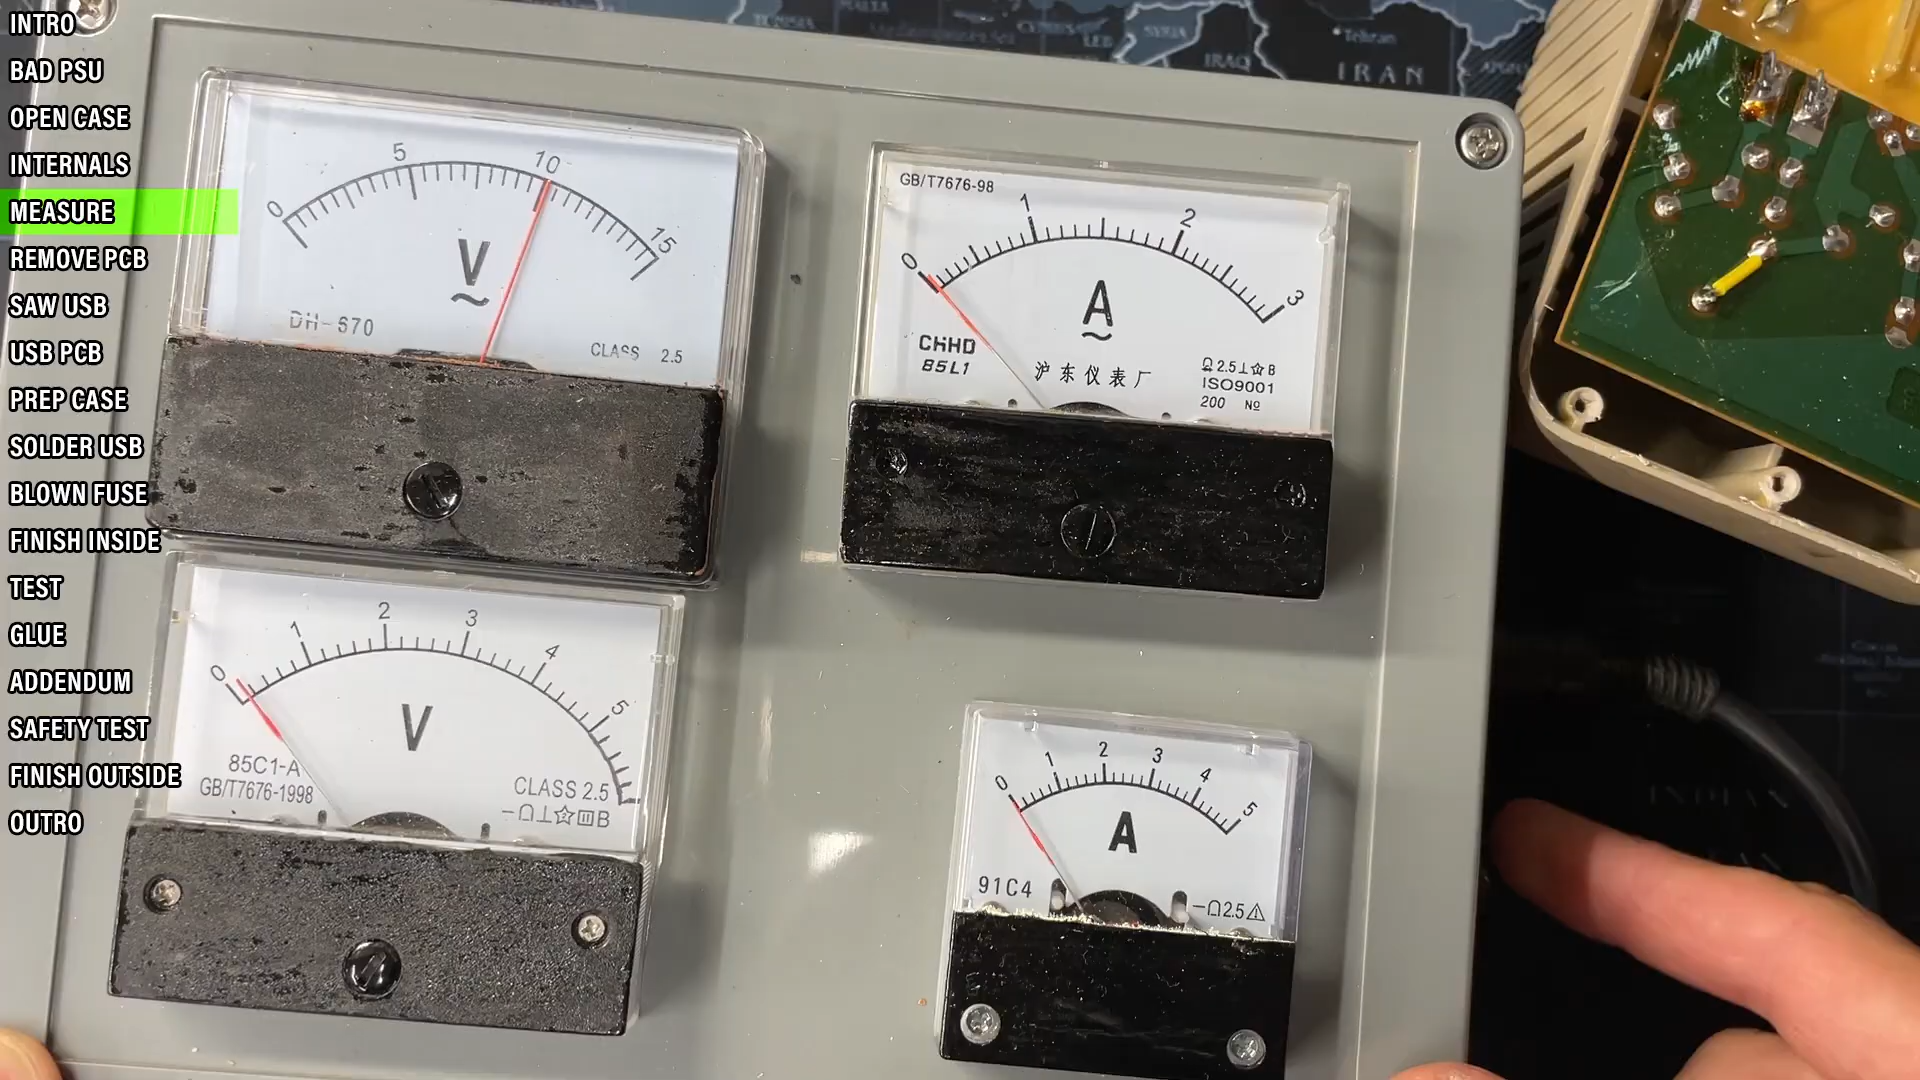 INTRO
BAD PSU
OPEN CASE
INTERNALS
MEASURE
REMOVE PCB
SAW USB
USB PCB
PREP CASE
SOLDER USB
BLOWN FUSE
FINISH INSIDE
TEST
GLUE
ADDENDUM
SAFETY TEST
FINISH OUTSIDE
OUTRO
TUNISIA
MALTA
SYRIA
IRAQ
Tehran
IRAN
0 5 10 15
V
~
DH-670
CLASS 2.5
GB/T7676-98
0 1 2 3
A
~
CHHD
85L1
沪东仪表厂
Ω 2.5 ⊥ ☆ B
ISO9001
200 №
0 1 2 3 4 5
V
85C1-A
GB/T7676-1998
CLASS 2.5
B
0 1 2 3 4 5
A
91C4
2.5
INDIAN